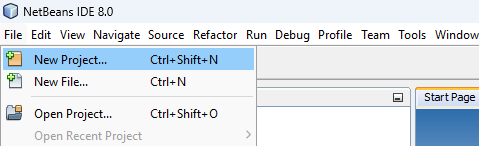 NetBeans IDE 8.0
File Edit View Navigate Source Refactor Run Debug Profile Team Tools Window
New Project... Ctrl+Shift+N
New File... Ctrl+N
Open Project... Ctrl+Shift+O
Open Recent Project
Start Page